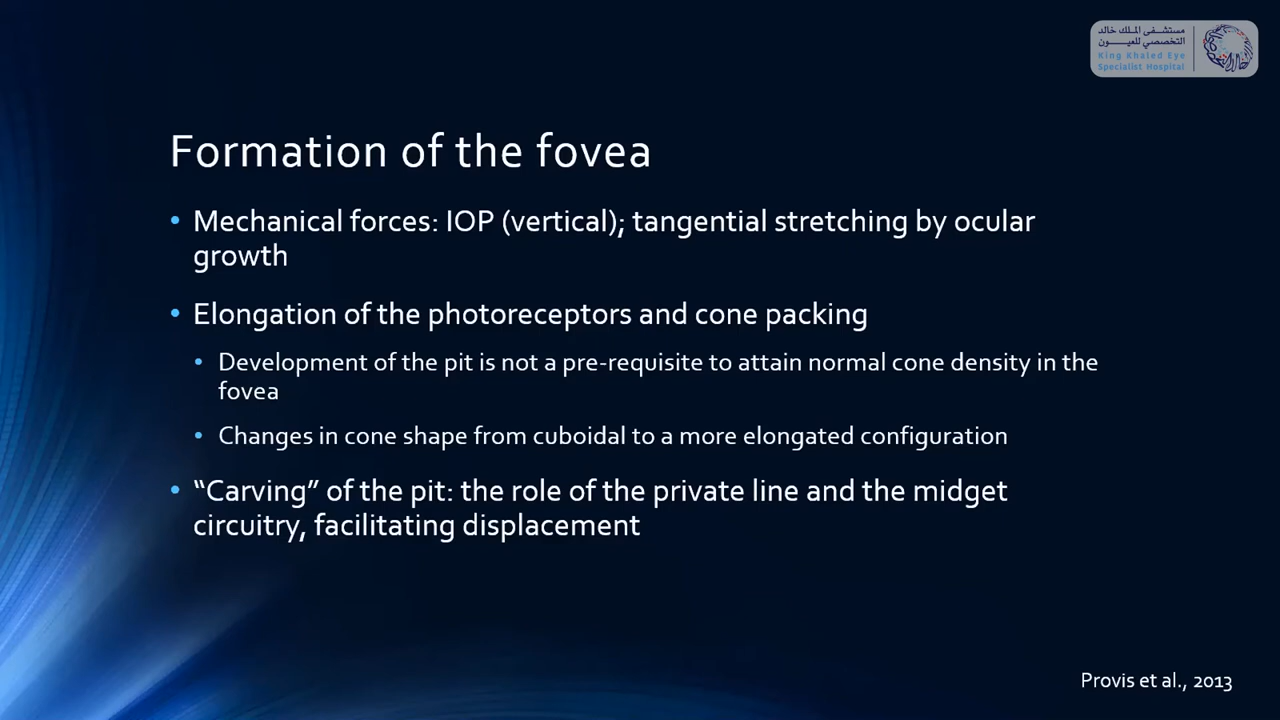 مستشفى الملك خالد
التخصصي للعيون
King Khaled Eye
Specialist Hospital
Formation of the fovea
• Mechanical forces: IOP (vertical); tangential stretching by ocular
growth
• Elongation of the photoreceptors and cone packing
• Development of the pit is not a pre-requisite to attain normal cone density in the
fovea
• Changes in cone shape from cuboidal to a more elongated configuration
• “Carving” of the pit: the role of the private line and the midget
circuitry, facilitating displacement
Provis et al., 2013